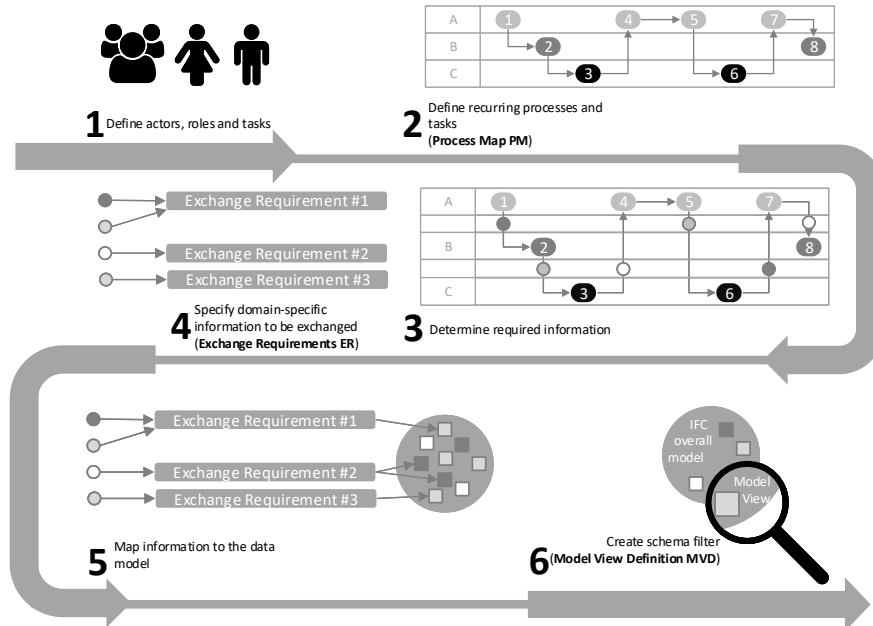 A 1 4 5 7
B 2 8
C 3 6
1 Define actors, roles and tasks
2 Define recurring processes and
tasks
(Process Map PM)
Exchange Requirement #1
Exchange Requirement #2
Exchange Requirement #3
A 1 4 5 7
B 2 8
C 3 6
4 Specify domain-specific
information to be exchanged
(Exchange Requirements ER)
3 Determine required information
Exchange Requirement #1
Exchange Requirement #2
Exchange Requirement #3
IFC
overall
model
Model
View
5 Map information to the data
model
6 Create schema filter
(Model View Definition MVD)